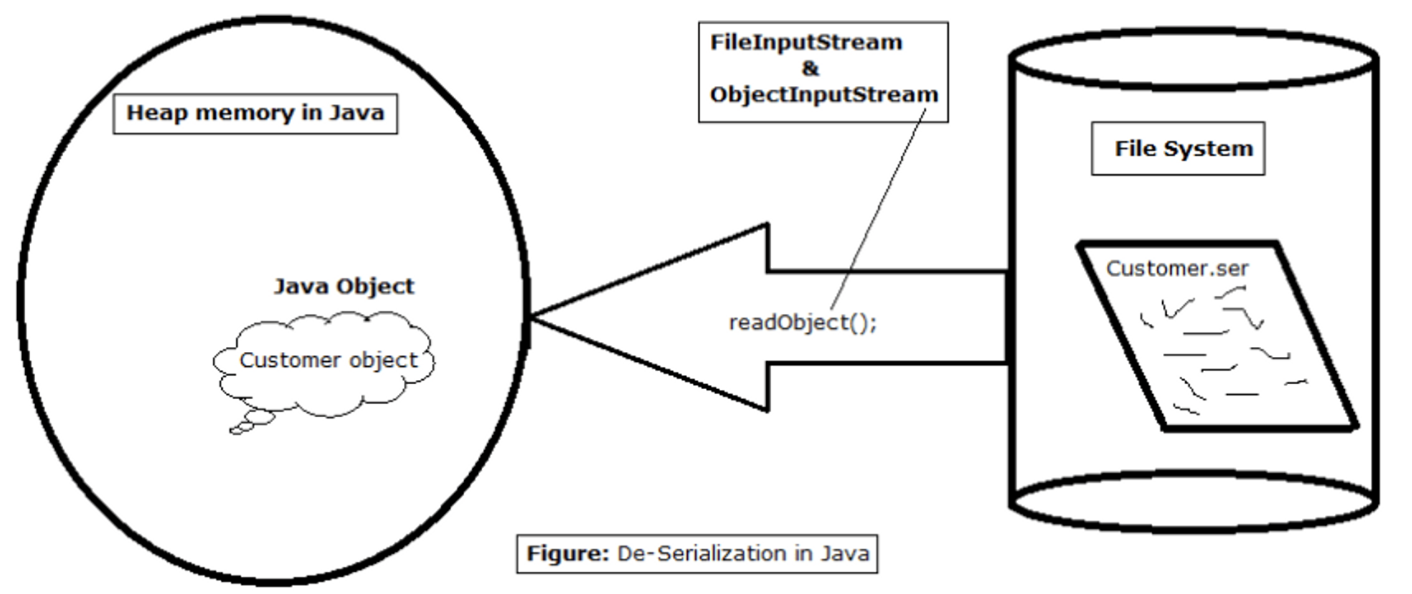 Heap memory in Java
Java Object
Customer object
FileInputStream
&
ObjectInputStream
readObject();
File System
Customer.ser
Figure: De-Serialization in Java